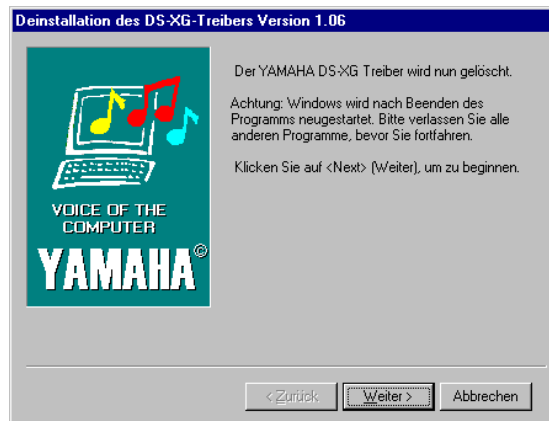 Deinstallation des DS-XG-Treibers Version 1.06
Der YAMAHA DS-XG Treiber wird nun gelöscht.
Achtung: Windows wird nach Beenden des
Programms neugestartet. Bitte verlassen Sie alle
anderen Programme, bevor Sie fortfahren.
Klicken Sie auf <Next> (Weiter), um zu beginnen.
VOICE OF THE
COMPUTER
YAMAHA©
< Zurück
Weiter >
Abbrechen